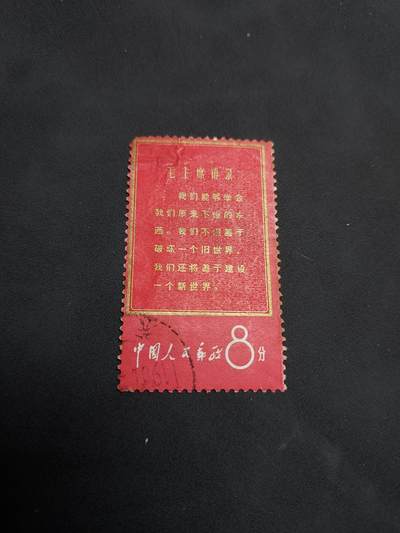 毛主席语录
我们能够学会
我们原来不懂的东
西。我们不但善于
破坏一个旧世界，
我们还将善于建设
一个新世界。
中国人民邮政 8分